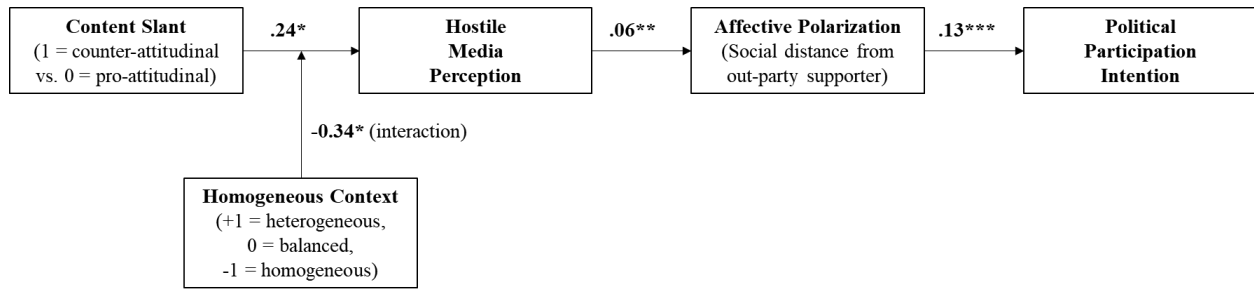 Content Slant
(1 = counter-attitudinal
vs. 0 = pro-attitudinal)
.24*
Hostile
Media
Perception
.06**
Affective Polarization
(Social distance from
out-party supporter)
.13***
Political
Participation
Intention
-0.34* (interaction)
Homogeneous Context
(+1 = heterogeneous,
0 = balanced,
-1 = homogeneous)